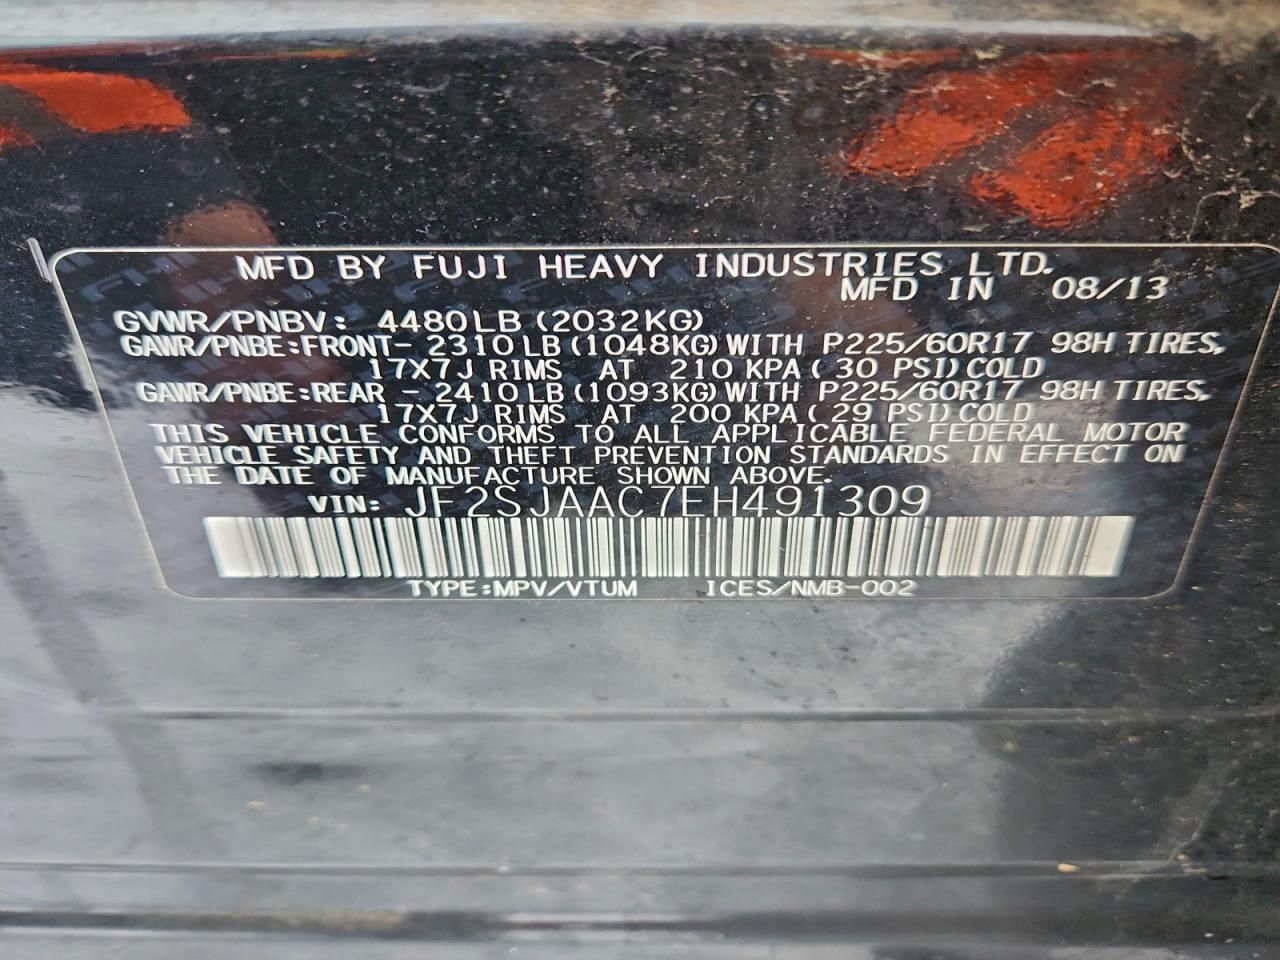 MFD BY FUJI HEAVY INDUSTRIES LTD.
MFD IN 08/13
GVWR/PNBV: 4480LB (2032KG)
GAWR/PNBE:FRONT- 2310LB (1048KG) WITH P225/60R17 98H TIRES,
17X7J RIMS AT 210 KPA (30 PSI) COLD
GAWR/PNBE:REAR - 2410LB (1093KG) WITH P225/60R17 98H TIRES,
17X7J RIMS AT 200 KPA (29 PSI) COLD
THIS VEHICLE CONFORMS TO ALL APPLICABLE FEDERAL MOTOR
VEHICLE SAFETY AND THEFT PREVENTION STANDARDS IN EFFECT ON
THE DATE OF MANUFACTURE SHOWN ABOVE.
VIN: JF2SJAAC7EH491309
TYPE:MPV/VTUM ICES/NMB-002